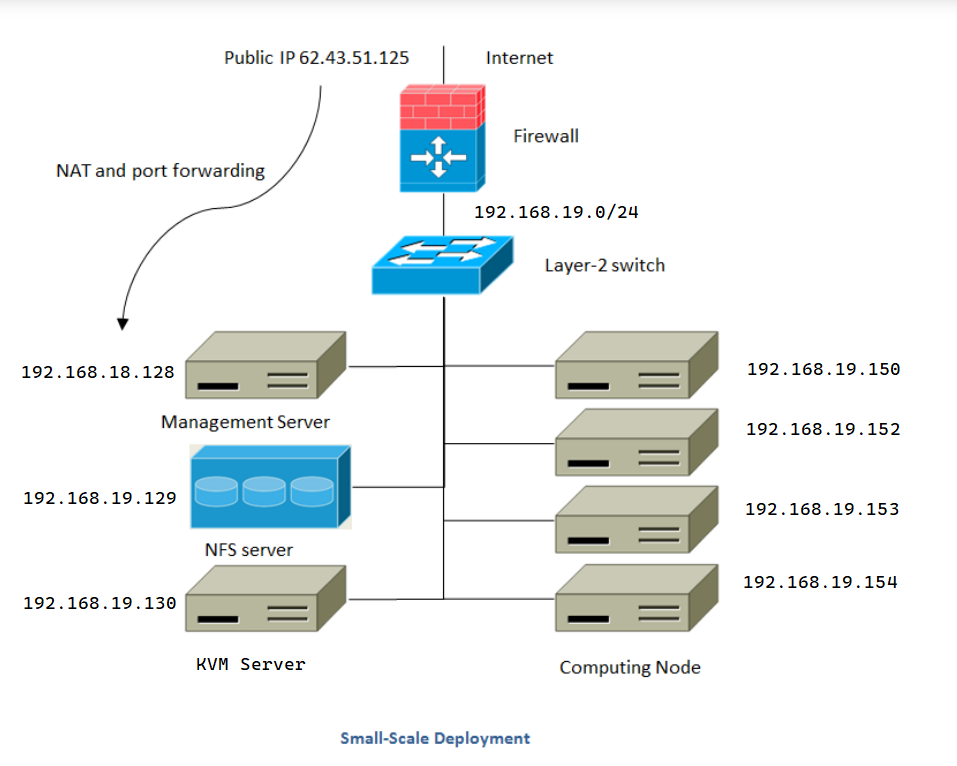 Public IP 62.43.51.125
Internet
Firewall
NAT and port forwarding
192.168.19.0/24
Layer-2 switch
192.168.18.128
192.168.19.150
Management Server
192.168.19.152
192.168.19.129
192.168.19.153
NFS server
192.168.19.154
192.168.19.130
KVM Server
Computing Node
Small-Scale Deployment